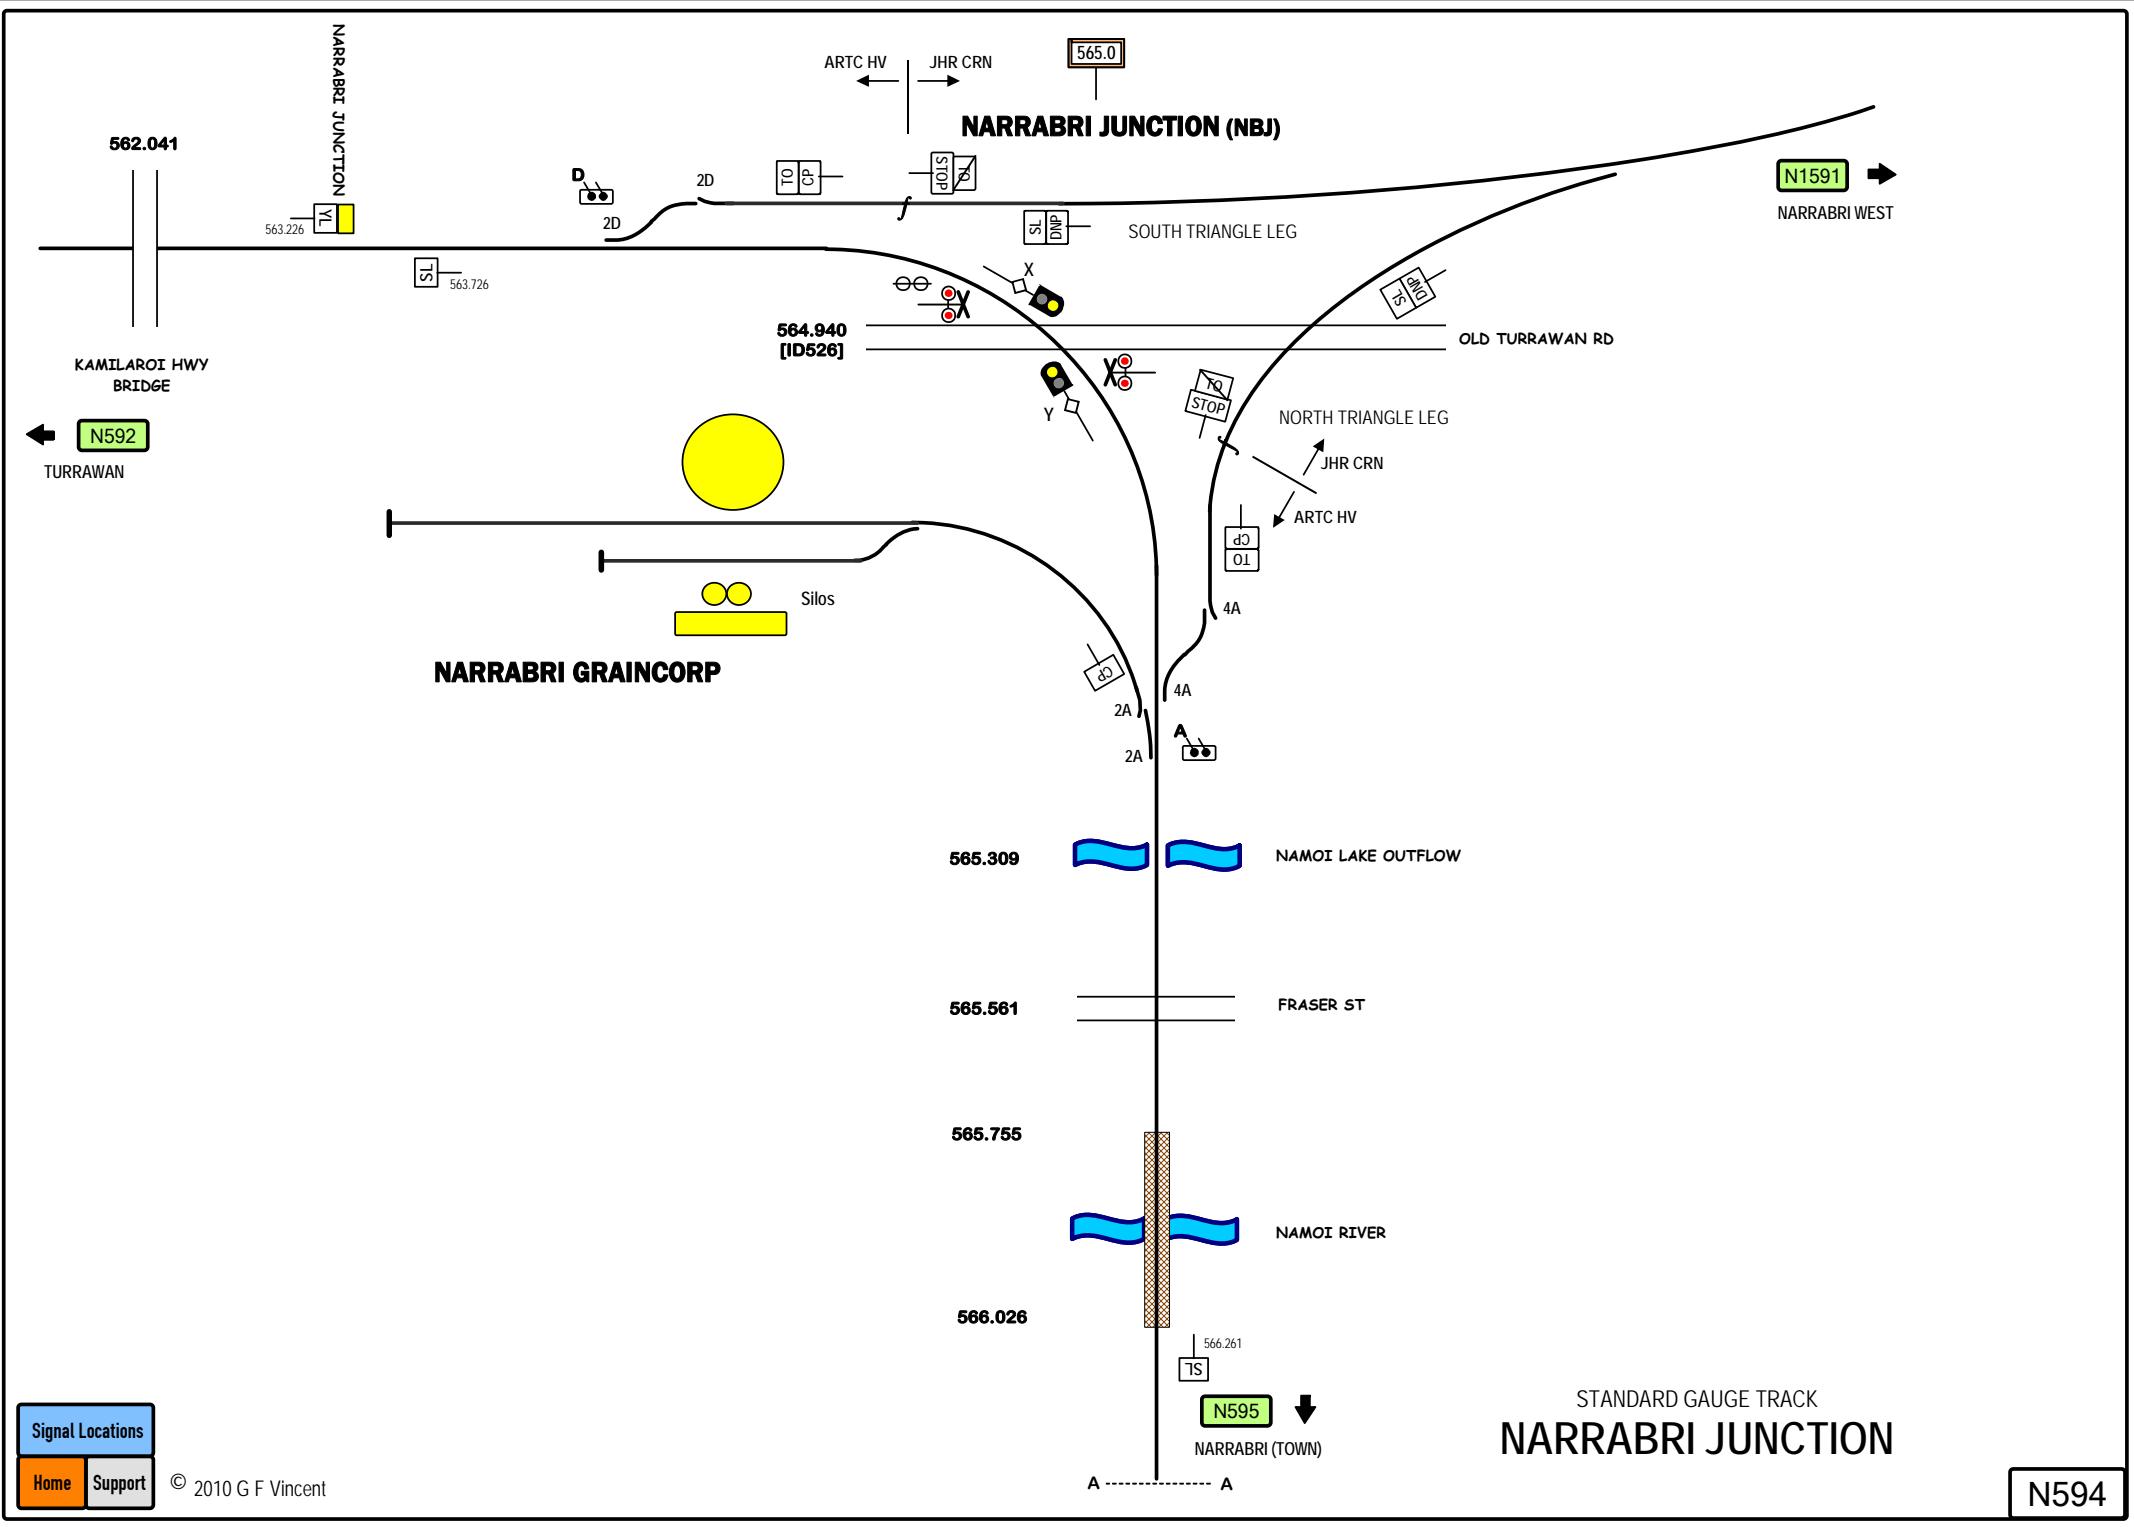 NARRABRI JUNCTION
562.041
YL
563.226
SL
563.726
KAMILAROI HWY
BRIDGE
N592
TURRAWAN
D
2D
2D
TO
CP
ARTC HV
JHR CRN
565.0
NARRABRI JUNCTION (NBJ)
STOP
TO
SL
DNP
SOUTH TRIANGLE LEG
N1591
NARRABRI WEST
X
564.940
[ID526]
OLD TURRAWAN RD
SL
DNP
Y
TO
STOP
NORTH TRIANGLE LEG
JHR CRN
ARTC HV
CP
TO
Silos
NARRABRI GRAINCORP
CP
4A
4A
2A
2A
A
565.309
NAMOI LAKE OUTFLOW
565.561
FRASER ST
565.755
NAMOI RIVER
566.026
566.261
SL
N595
NARRABRI (TOWN)
A
A
STANDARD GAUGE TRACK
NARRABRI JUNCTION
N594
Signal Locations
Home
Support
© 2010 G F Vincent